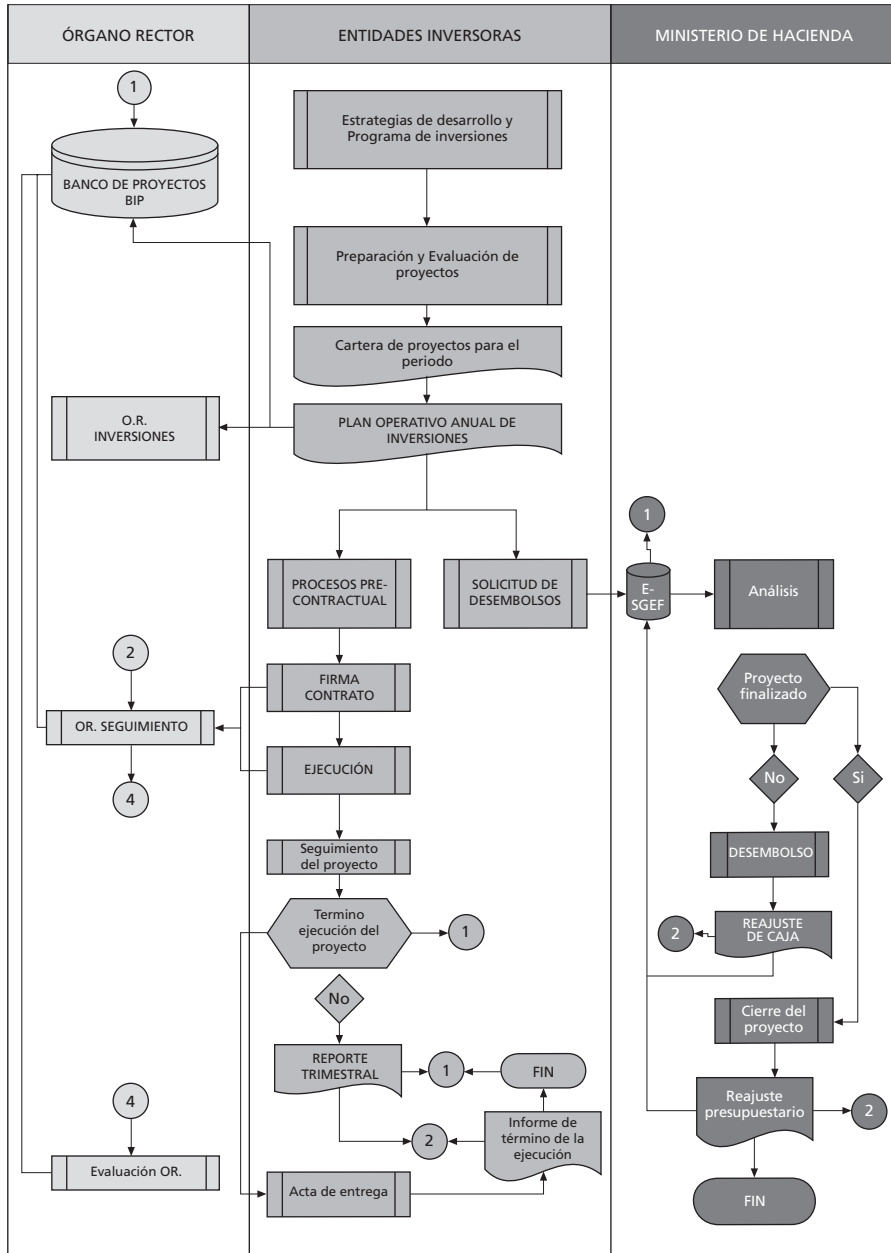 ÓRGANO RECTOR
ENTIDADES INVERSORAS
MINISTERIO DE HACIENDA
1
BANCO DE PROYECTOS
BIP
O.R.
INVERSIONES
2
OR. SEGUIMIENTO
4
4
Evaluación OR.
Estrategias de desarrollo y
Programa de inversiones
Preparación y Evaluación de
proyectos
Cartera de proyectos para el
periodo
PLAN OPERATIVO ANUAL DE
INVERSIONES
PROCESOS PRE-
CONTRACTUAL
SOLICITUD DE
DESEMBOLSOS
FIRMA
CONTRATO
EJECUCIÓN
Seguimiento
del proyecto
Termino
ejecución del
proyecto
1
No
REPORTE
TRIMESTRAL
1
FIN
2
Informe de
término de la
ejecución
Acta de entrega
1
E-
SGEF
Análisis
Proyecto
finalizado
No
Si
DESEMBOLSO
REAJUSTE
DE CAJA
2
Cierre del
proyecto
Reajuste
presupuestario
2
FIN